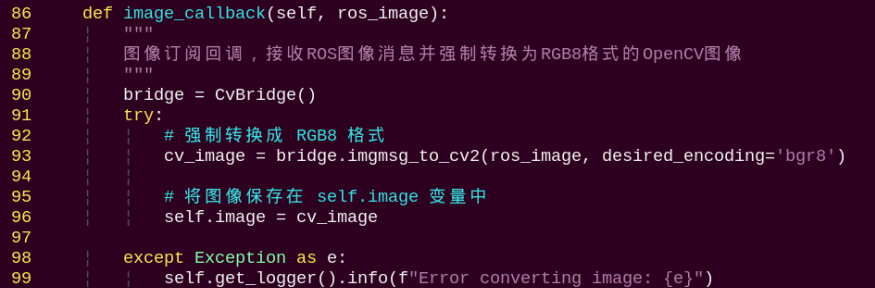 86 def image_callback(self, ros_image):
87 """
88 图像订阅回调，接收ROS图像消息并强制转换为RGB8格式的OpenCV图像
89 """
90 bridge = CvBridge()
91 try:
92 # 强制转换成 RGB8 格式
93 cv_image = bridge.imgmsg_to_cv2(ros_image, desired_encoding='bgr8')
94
95 # 将图像保存在 self.image 变量中
96 self.image = cv_image
97
98 except Exception as e:
99 self.get_logger().info(f"Error converting image: {e}")